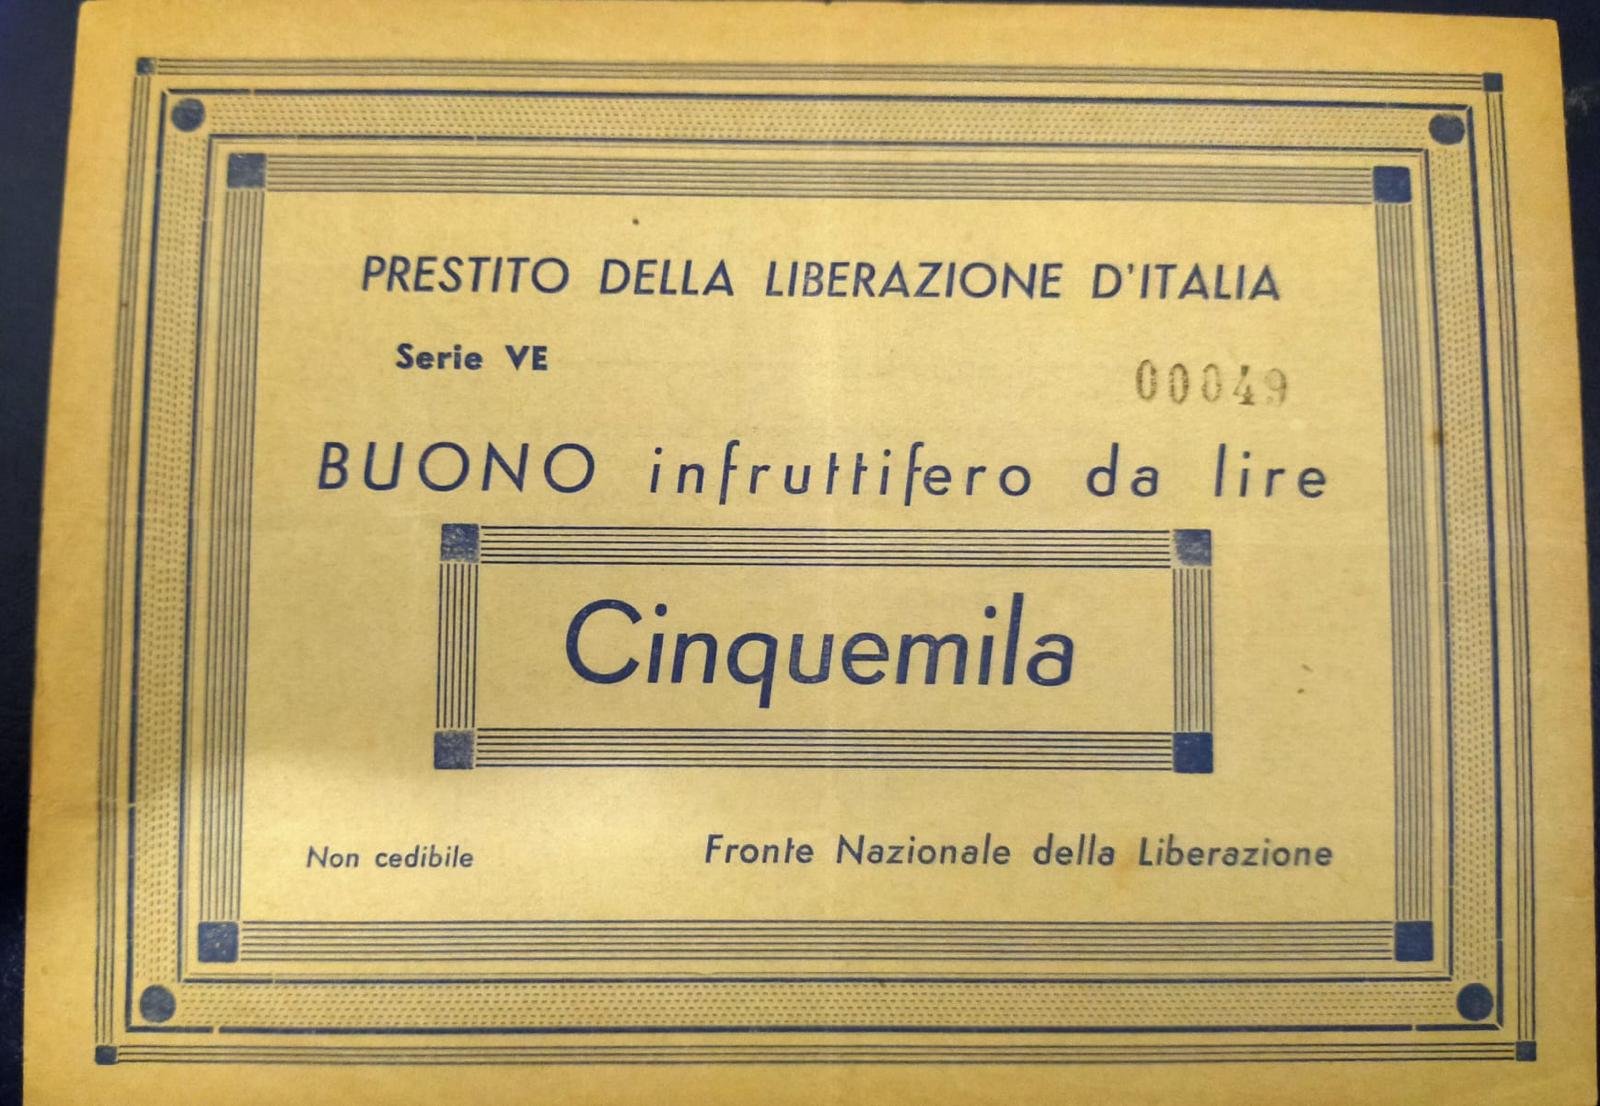 PRESTITO DELLA LIBERAZIONE D'ITALIA
Serie VE
00049
BUONO infruttifero da lire
Cinquemila
Non cedibile
Fronte Nazionale della Liberazione